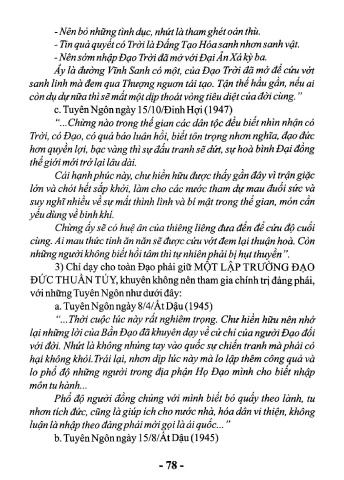 - Nên bỏ những tình dục, nhứt là tham ghét oán thù.
- Tin quả quyết có Trời là Đấng Tạo Hóa sanh nhơn sanh vật.
- Nên sớm nhập Đạo Trời đã mở với Đại Ân Xá kỳ ba.
Ấy là đường Vĩnh Sanh có một, của Đạo Trời đã mở để cứu vớt
sanh linh mà đem qua Thượng nguơn tái tạo. Tận thế hầu gần, nếu ai
còn dụ dự nữa thì sẽ mất một dịp thoát vòng tiêu diệt của đời cùng."
c. Tuyên Ngôn ngày 15/10/Đinh Hợi (1947)
"...Chừng nào trong thế gian các dân tộc đều biết nhìn nhận có
Trời, có Đạo, có quả báo luân hồi, biết tôn trọng nhơn nghĩa, đạo đức
hơn quyền lợi, bạc vàng thì sự đấu tranh sẽ dứt, sự hoà bình Đại đồng
thế giới mới trở lại lâu dài.
Cái hạnh phúc này, chư hiền hữu được thấy gần đây vì trận giặc
lớn và chót hết sắp khởi, làm cho các nước tham dự mau đuối sức và
suy nghĩ nhiều về sự mất thình linh và bí mật trong thế gian, món cần
yếu dùng về binh khí.
Chừng ấy sẽ có huệ ân của thiêng liêng đưa đến để cứu độ cuối
cùng. Ai mau thức tỉnh ăn năn sẽ được cứu vớt đem lại thuận hoà. Còn
những người không biết hồi tâm thì tự nhiên phải bị hụt thuyền".
3) Chỉ dạy cho toàn Đạo phải giữ MỘT LẬP TRƯỜNG ĐẠO
ĐỨC THUẦN TÚY, khuyên không nên tham gia chính trị đảng phái,
với những Tuyên Ngôn như dưới đây:
a. Tuyên Ngôn ngày 8/4/Ất Dậu (1945)
"...Thời cuộc lúc này rất nghiêm trọng. Chư hiền hữu nên nhớ
lại những lời của Bần Đạo đã khuyên dạy về cử chỉ của người Đạo đối
với đời. Nhứt là không nhúng tay vào quốc sự chiến tranh mà phải có
hại không khỏi. Trái lại, nhơn dịp lúc này mà lo lập thêm công quả và
lo phổ độ những người trong địa phận Họ Đạo mình cho biết nhập
môn tu hành...
Phổ độ người đồng chủng với mình biết bỏ quấy theo lành, tu
nhơn tích đức, cũng là giúp ích cho nước nhà, hóa dân vi thiện, không
luận là nhập theo đảng phái mới gọi là ái quốc..."
b. Tuyên Ngôn ngày 15/8/Ất Dậu (1945)
- 78 -